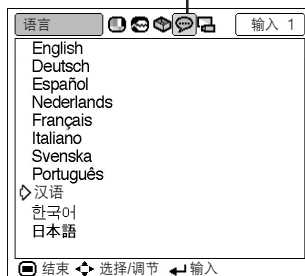 语言 输入 1
English
Deutsch
Español
Nederlands
Français
Italiano
Svenska
Português
汉语
한국어
日本語
结束 选择/调节 输入